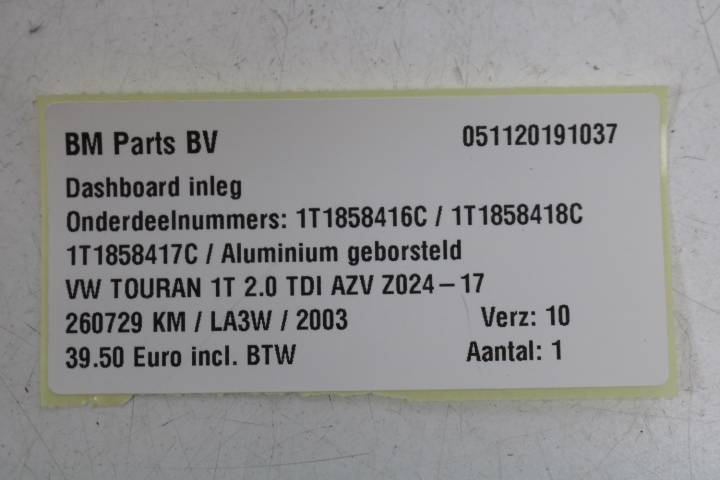 BM Parts BV 051120191037
Dashboard inleg
Onderdeelnummers: 1T1858416C / 1T1858418C
1T1858417C / Aluminium geborsteld
VW TOURAN 1T 2.0 TDI AZV Z024-17
260729 KM / LA3W / 2003 Verz: 10
39.50 Euro incl. BTW Aantal: 1